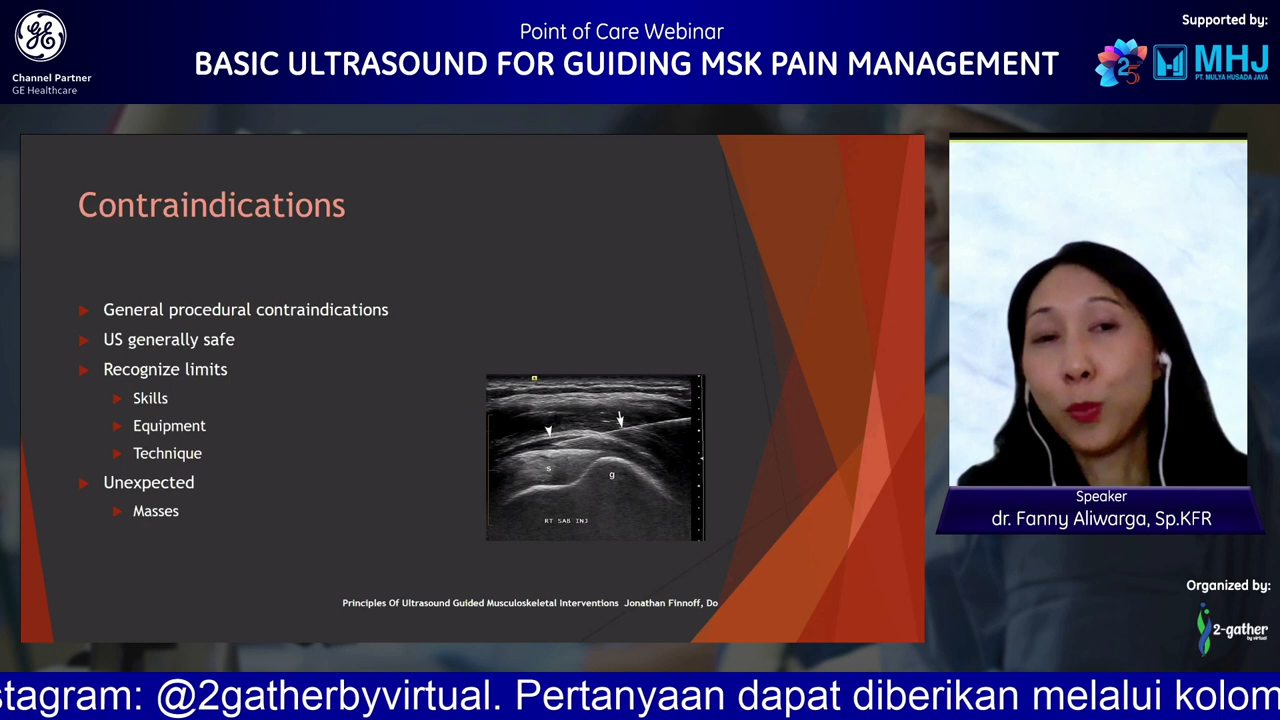 Point of Care Webinar
BASIC ULTRASOUND FOR GUIDING MSK PAIN MANAGEMENT
Channel Partner
GE Healthcare
Supported by:
25
MHJ
PT. MULYA HUSADA JAYA
Contraindications
General procedural contraindications
US generally safe
Recognize limits
Skills
Equipment
Technique
Unexpected
Masses
s
g
RT SAB INJ
Principles Of Ultrasound Guided Musculoskeletal Interventions Jonathan Finnoff, Do
Speaker
dr. Fanny Aliwarga, Sp.KFR
Organized by:
2-gather
by virtual
stagram: @2gatherbyvirtual. Pertanyaan dapat diberikan melalui kolom